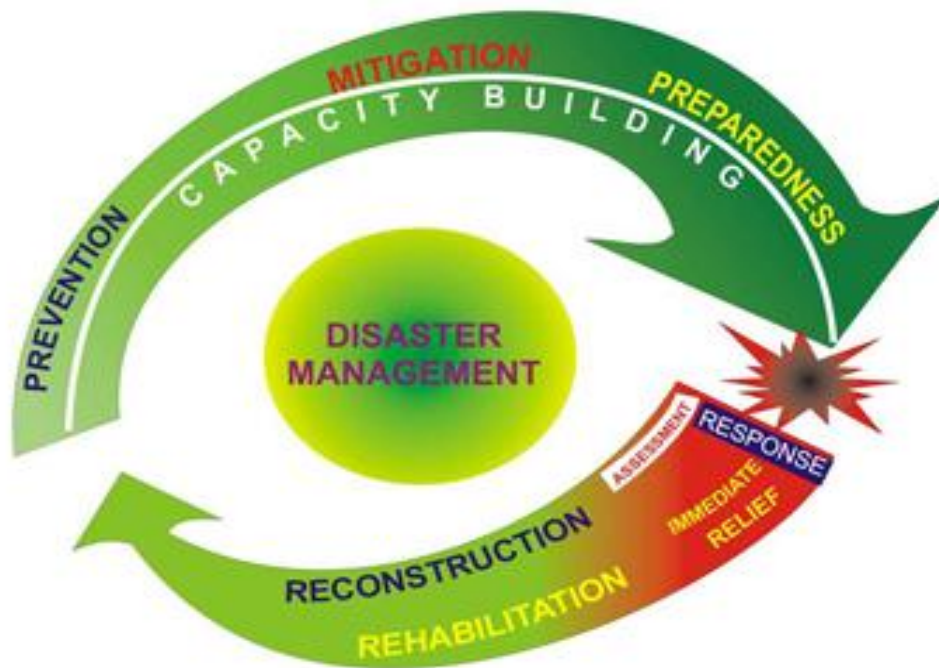 MITIGATION
PREPAREDNESS
CAPACITY BUILDING
PREVENTION
DISASTER
MANAGEMENT
ASSESSMENT
RESPONSE
IMMEDIATE
RELIEF
RECONSTRUCTION
REHABILITATION